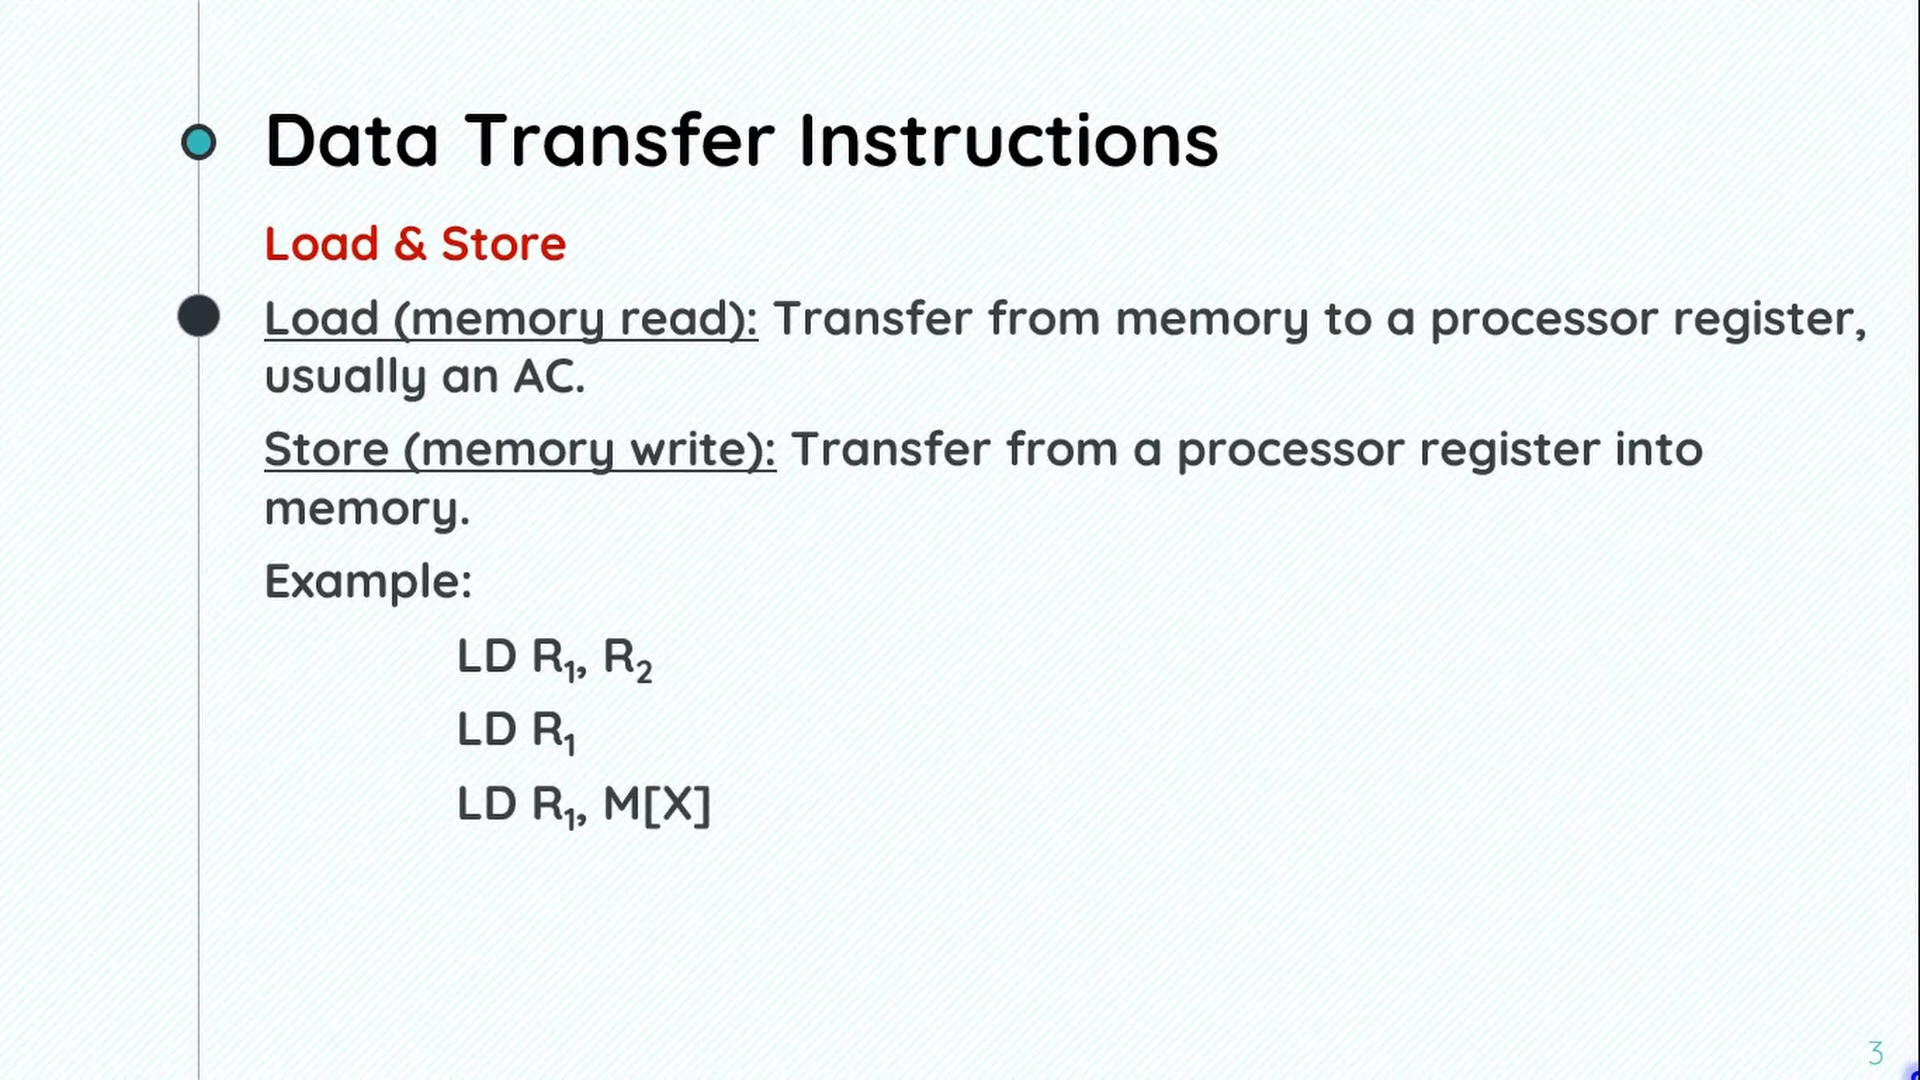 Data Transfer Instructions
Load & Store
Load (memory read): Transfer from memory to a processor register,
usually an AC.
Store (memory write): Transfer from a processor register into
memory.
Example:
LD R₁, R₂
LD R₁
LD R₁, M[X]
3